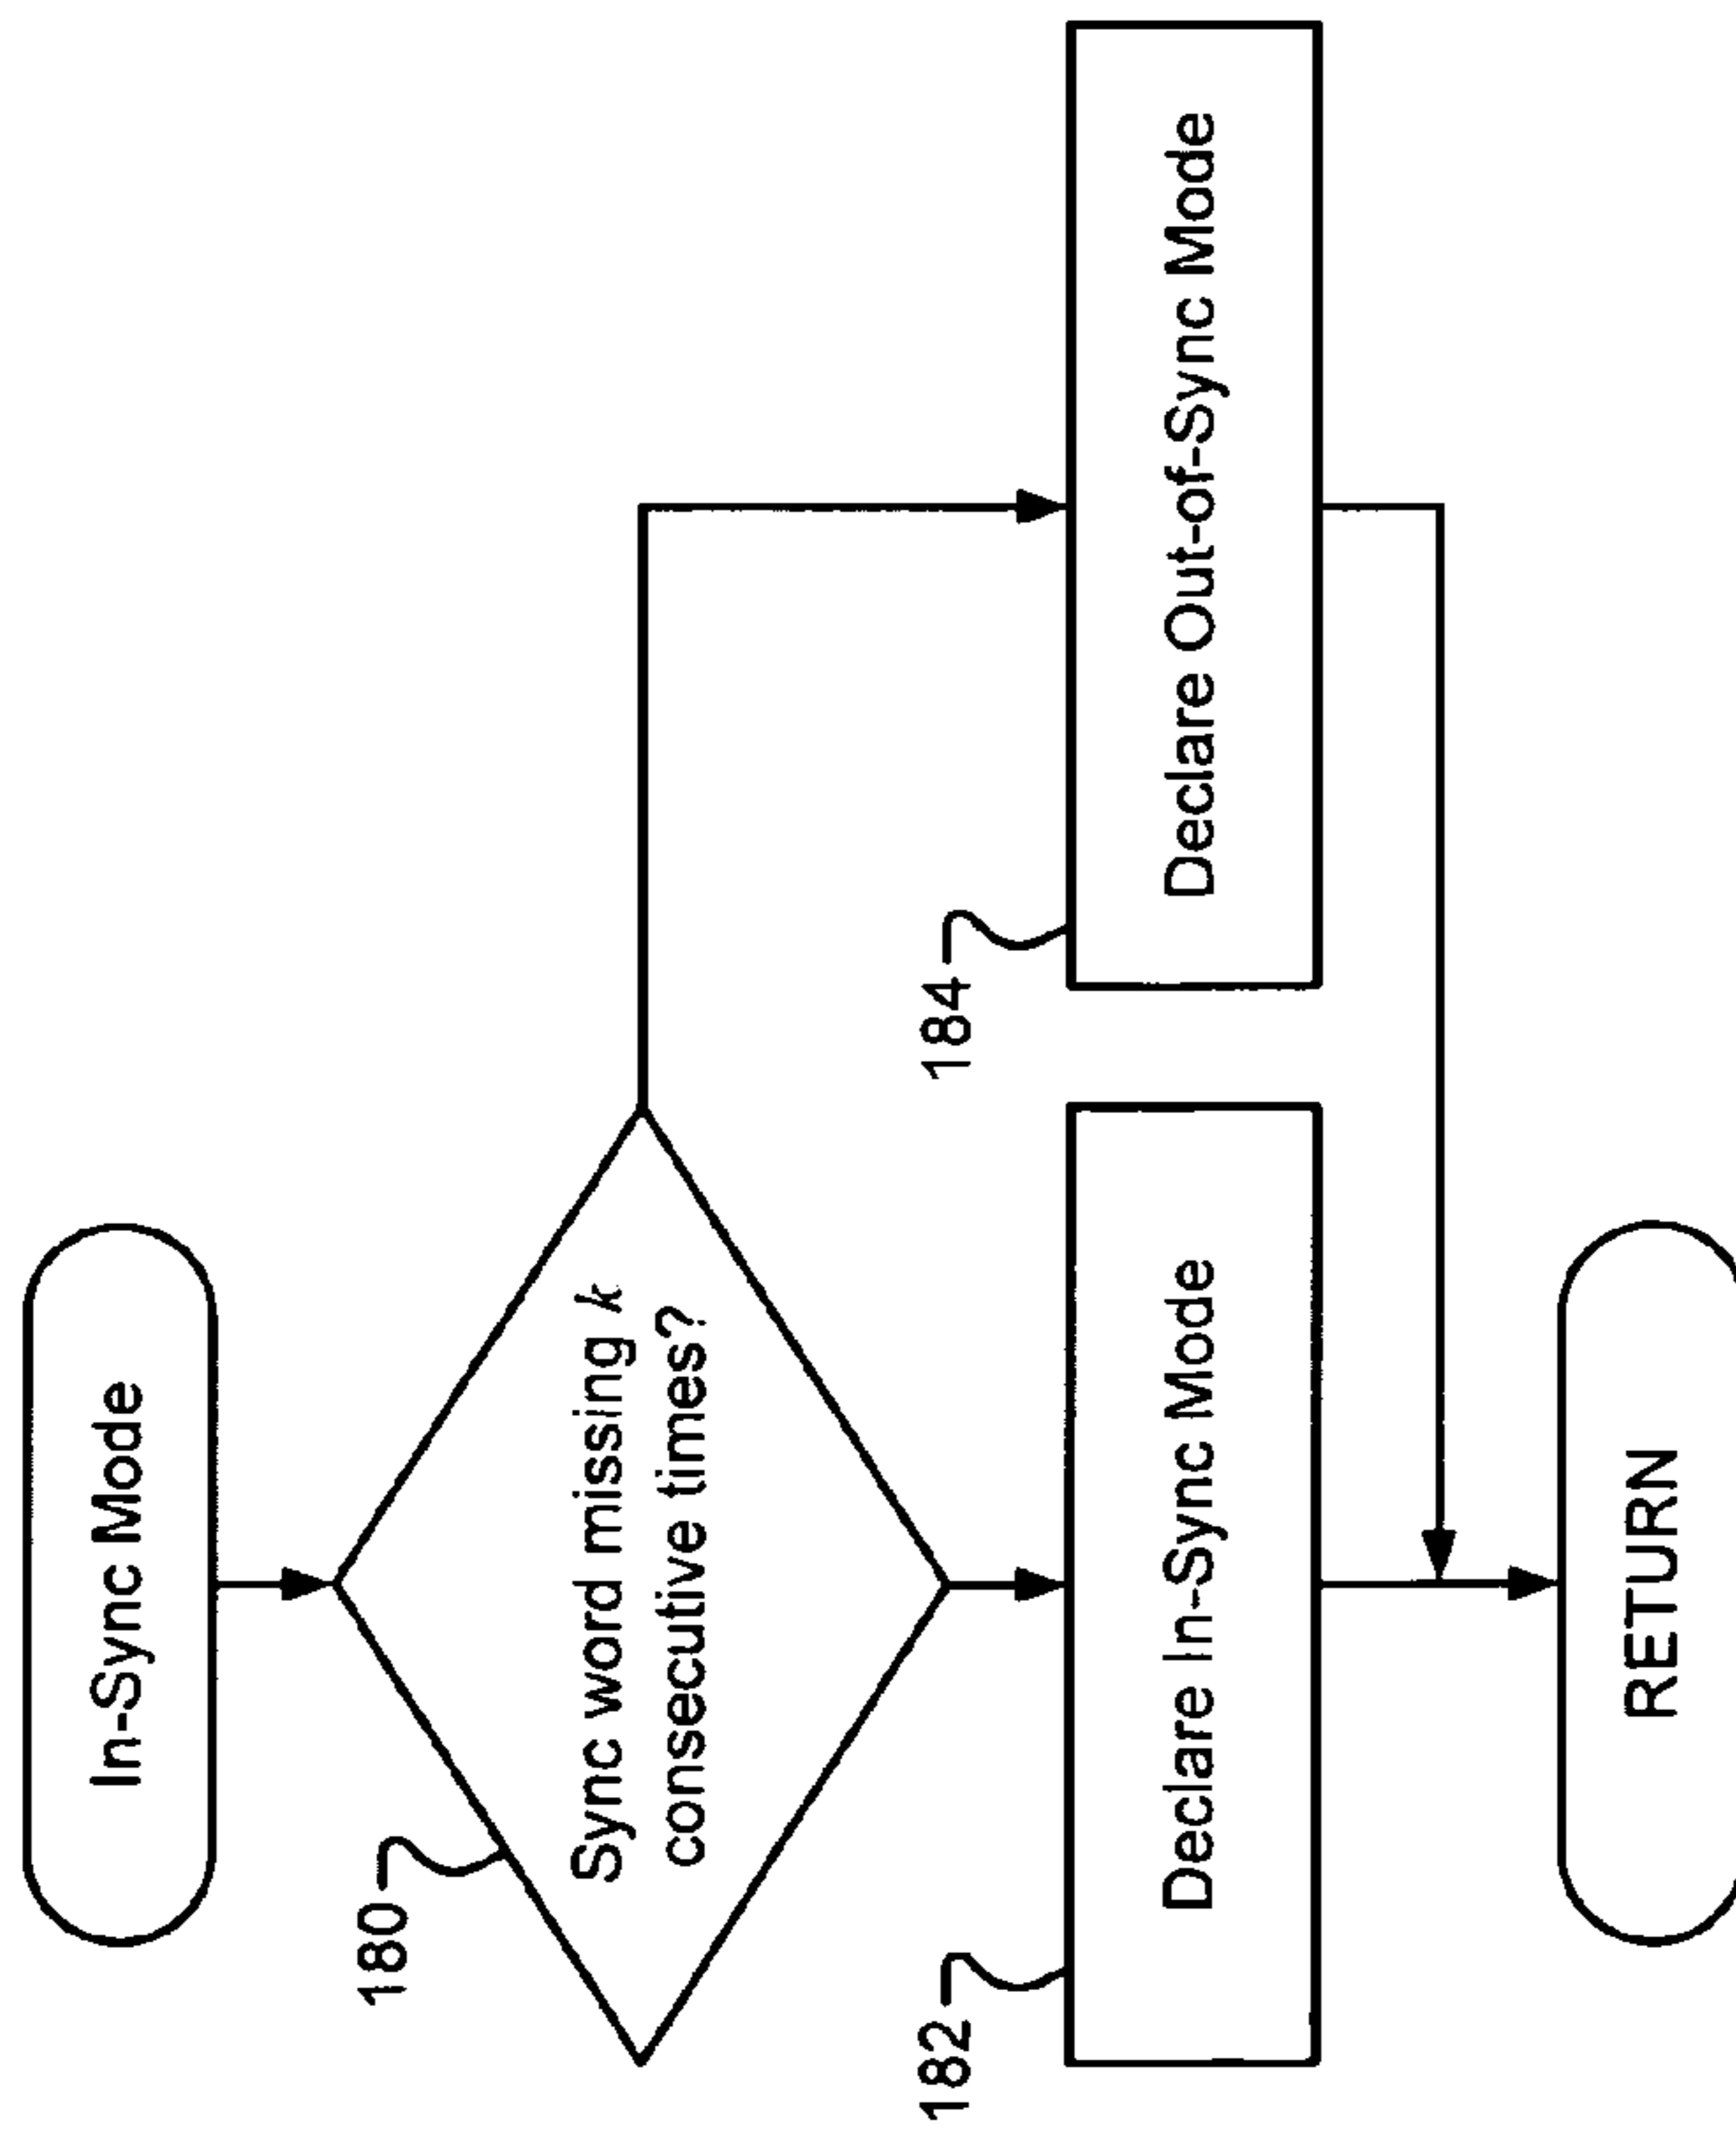 In-Sync Mode
180
Sync word missing k
consecutive times?
182
Declare In-Sync Mode
184
Declare Out-of-Sync Mode
RETURN